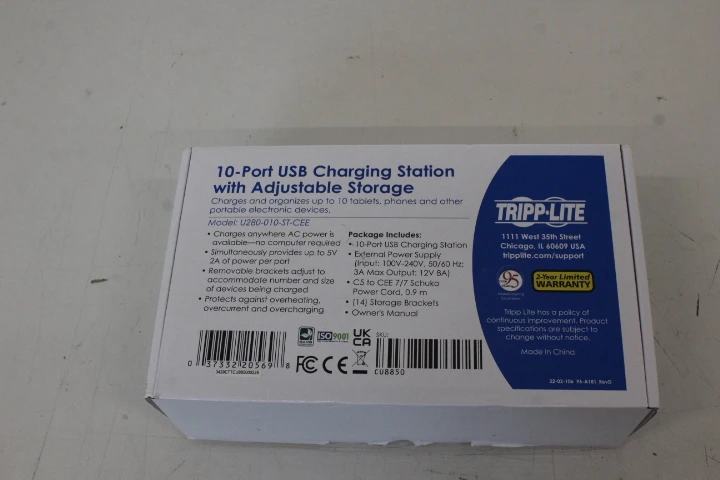 10-Port USB Charging Station
with Adjustable Storage
Charges and organizes up to 10 tablets, phones and other
portable electronic devices.
Model: U280-010-ST-CEE
• Charges anywhere AC power is
available—no computer required
• Simultaneously provides up to 5V
2A of power per port
• Removable brackets adjust to
accommodate number and size
of devices being charged
• Protects against overheating,
overcurrent and overcharging
Package Includes:
• 10-Port USB Charging Station
• External Power Supply
(Input: 100V-240V, 50/60 Hz;
3A Max Output: 12V 8A)
• C5 to CEE 7/7 Schuko
Power Cord, 0.9 m
• (14) Storage Brackets
• Owner's Manual
TRIPP·LITE
1111 West 35th Street
Chicago, IL 60609 USA
tripplite.com/support
95
2-Year Limited
WARRANTY
Tripp Lite has a policy of
continuous improvement. Product
specifications are subject to
change without notice.
Made in China
ISO9001
UK
CA
SKU:
FC CE
0 37332 20569 8
CU8850